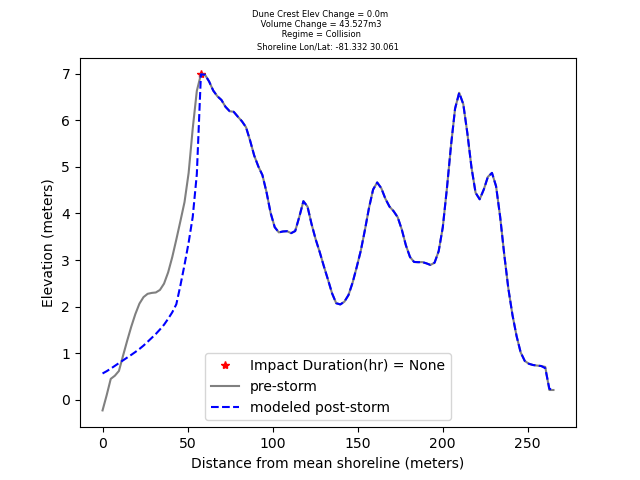 Dune Crest Elev Change = 0.0m
Volume Change = 43.527m3
Regime = Collision
Shoreline Lon/Lat: -81.332 30.061
7
6
5
4
3
2
1
0
Elevation (meters)
Impact Duration(hr) = None
pre-storm
modeled post-storm
0 50 100 150 200 250
Distance from mean shoreline (meters)